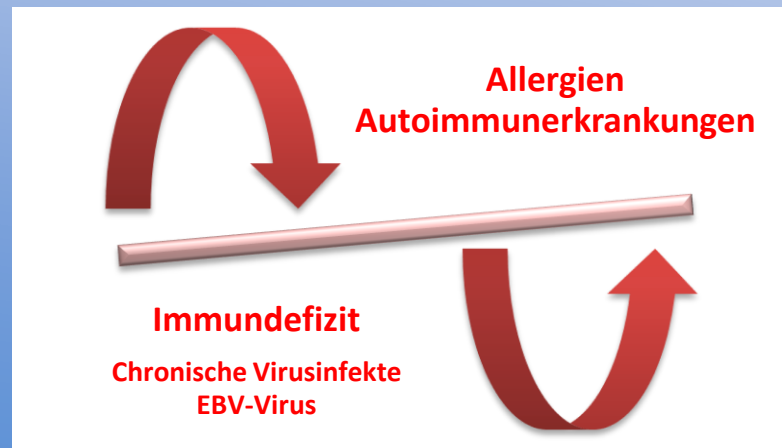 Allergien
Autoimmunerkrankungen
Immundefizit
Chronische Virusinfekte
EBV-Virus